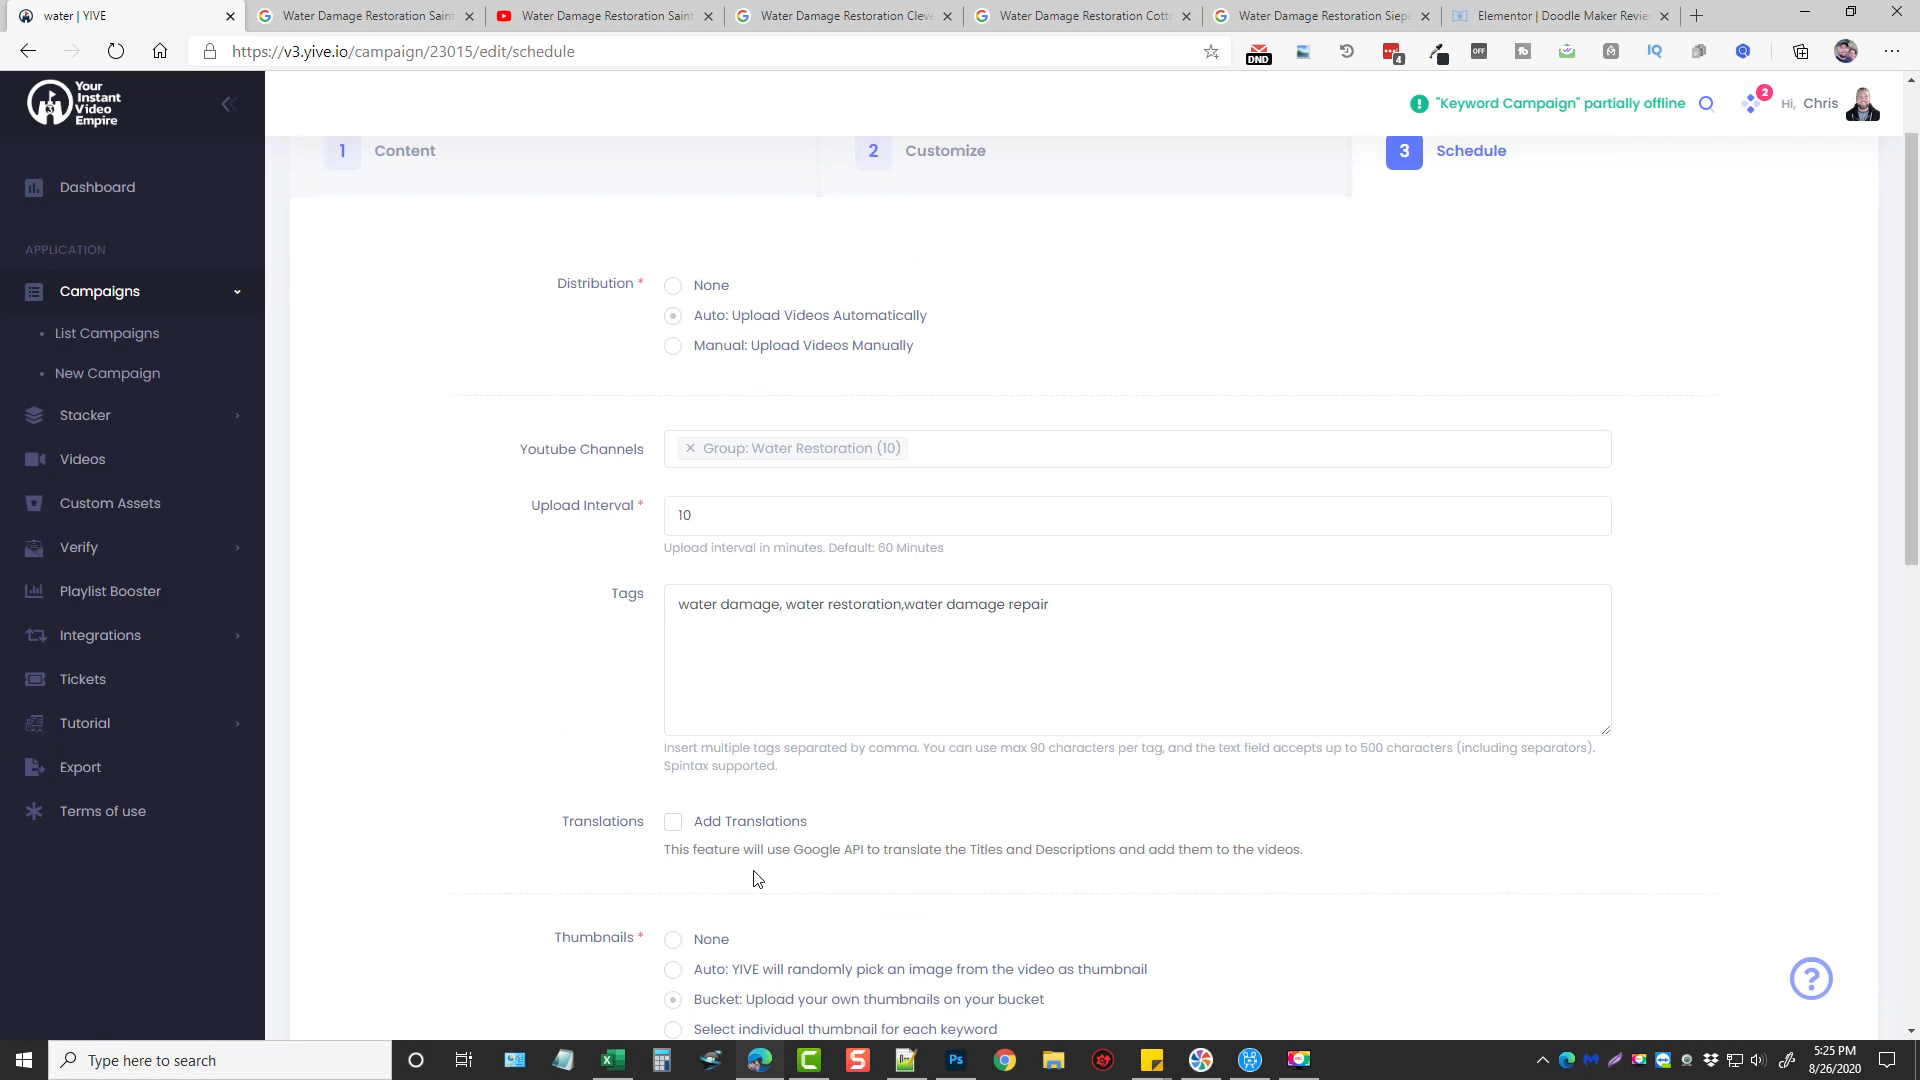 water | YIVE
Water Damage Restoration Saint
Water Damage Restoration Saint
Water Damage Restoration Cleve
Water Damage Restoration Cotto
Water Damage Restoration Siepe
Elementor | Doodle Maker Revie
https://v3.yive.io/campaign/23015/edit/schedule
DND
4
OFF
IQ
Your
Instant
Video
Empire
"Keyword Campaign" partially offline
2
Hi, Chris
1 Content
2 Customize
3 Schedule
Dashboard
APPLICATION
Campaigns
List Campaigns
New Campaign
Stacker
Videos
Custom Assets
Verify
Playlist Booster
Integrations
Tickets
Tutorial
Export
Terms of use
Distribution *
None
Auto: Upload Videos Automatically
Manual: Upload Videos Manually
Youtube Channels
× Group: Water Restoration (10)
Upload Interval *
10
Upload interval in minutes. Default: 60 Minutes
Tags
water damage, water restoration,water damage repair
Insert multiple tags separated by comma. You can use max 90 characters per tag, and the text field accepts up to 500 characters (including separators).
Spintax supported.
Translations
Add Translations
This feature will use Google API to translate the Titles and Descriptions and add them to the videos.
Thumbnails *
None
Auto: YIVE will randomly pick an image from the video as thumbnail
Bucket: Upload your own thumbnails on your bucket
Select individual thumbnail for each keyword
?
Type here to search
Ps
5:25 PM
8/26/2020